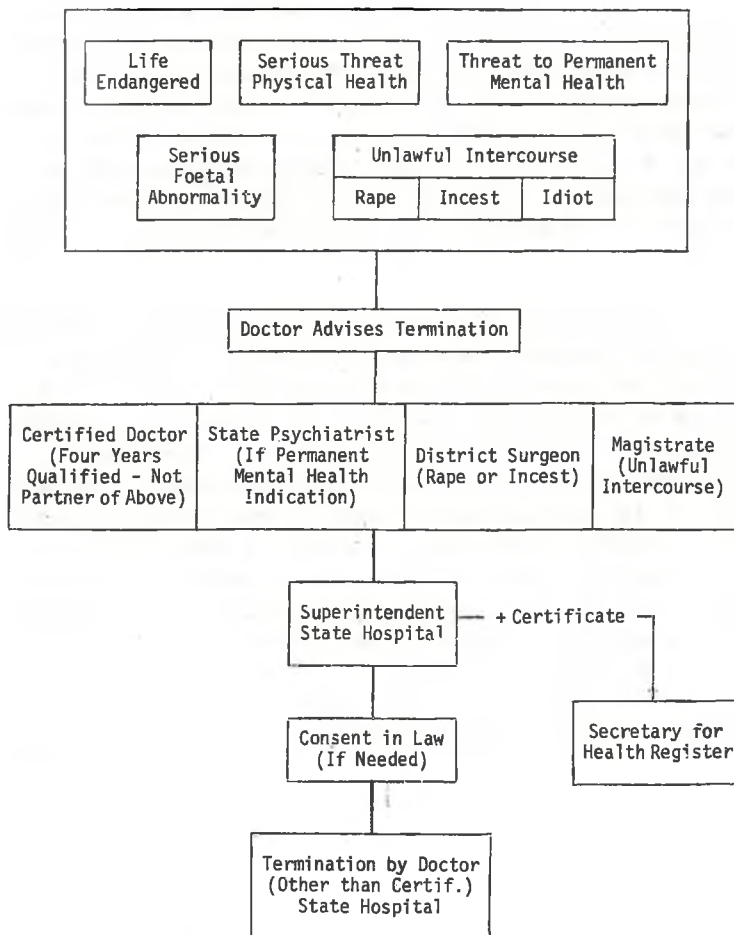 Life
Endangered
Serious Threat
Physical Health
Threat to Permanent
Mental Health
Serious
Foetal
Abnormality
Unlawful Intercourse
Rape
Incest
Idiot
Doctor Advises Termination
Certified Doctor
(Four Years
Qualified - Not
Partner of Above)
State Psychiatrist
(If Permanent
Mental Health
Indication)
District Surgeon
(Rape or Incest)
Magistrate
(Unlawful
Intercourse)
Superintendent
State Hospital
+ Certificate
Secretary for
Health Register
Consent in Law
(If Needed)
Termination by Doctor
(Other than Certif.)
State Hospital